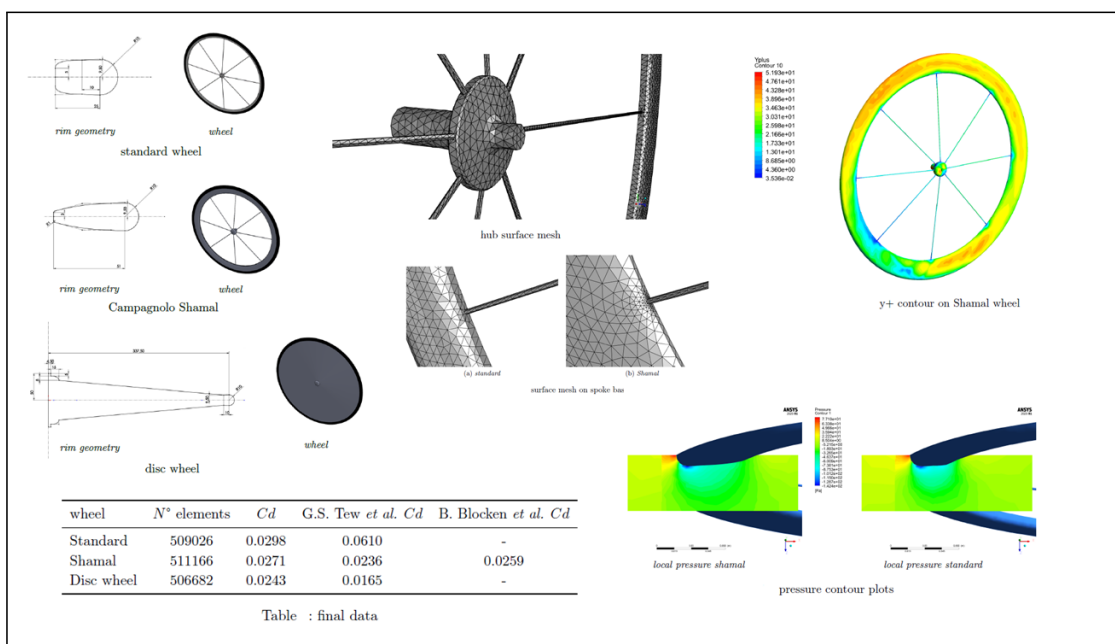 rim geometry
wheel
standard wheel
rim geometry
wheel
Campagnolo Shamal
337,50
rim geometry
wheel
disc wheel
hub surface mesh
(a) standard
(b) Shamal
surface mesh on spoke bas
Yplus
Contour 10
5.193e+01
4.761e+01
4.328e+01
3.896e+01
3.463e+01
3.031e+01
2.598e+01
2.166e+01
1.733e+01
1.301e+01
8.685e+00
4.360e+00
3.536e-02
y+ contour on Shamal wheel
ANSYS
Pressure
Contour 1
[Pa]
ANSYS
local pressure shamal
local pressure standard
pressure contour plots
wheel N° elements Cd G.S. Tew et al. Cd B. Blocken et al. Cd
Standard 509026 0.0298 0.0610 -
Shamal 511166 0.0271 0.0236 0.0259
Disc wheel 506682 0.0243 0.0165 -
Table : final data